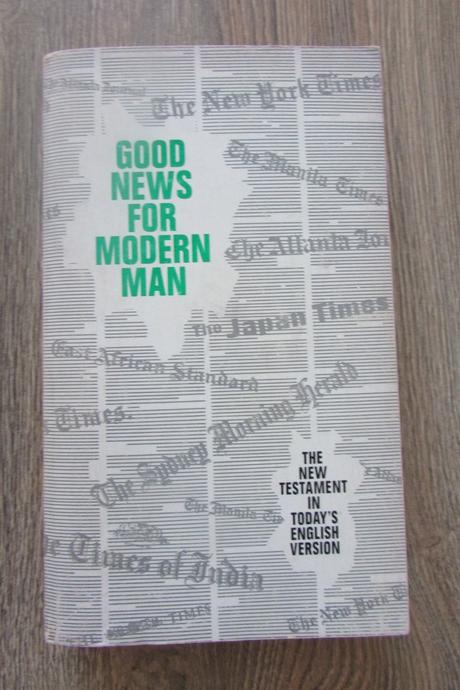 The New York Times
GOOD
NEWS
FOR
MODERN
MAN
The Manila Times
The Atlanta Jou
The Japan Times
East African Standard
Times.
The Sydney Morning Herald
THE
NEW
TESTAMENT
IN
TODAY'S
ENGLISH
VERSION
The Manila Tim
e Times of India
TIMES
The New York T